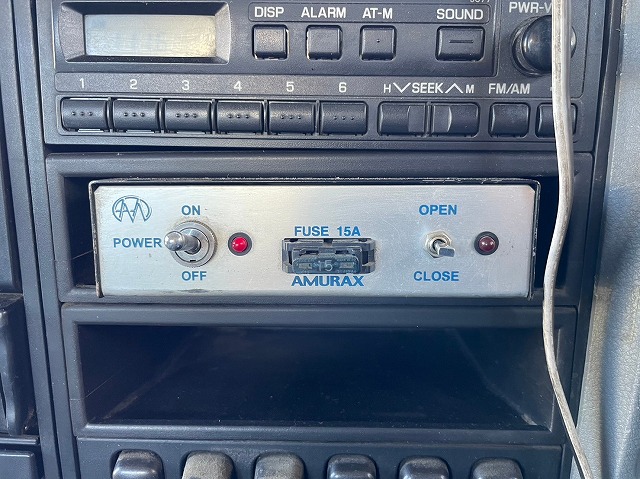 DISP ALARM AT-M SOUND PWR-V
1 2 3 4 5 6 H SEEK M FM/AM
ON OPEN
POWER FUSE 15A
OFF 15 CLOSE
AMURAX